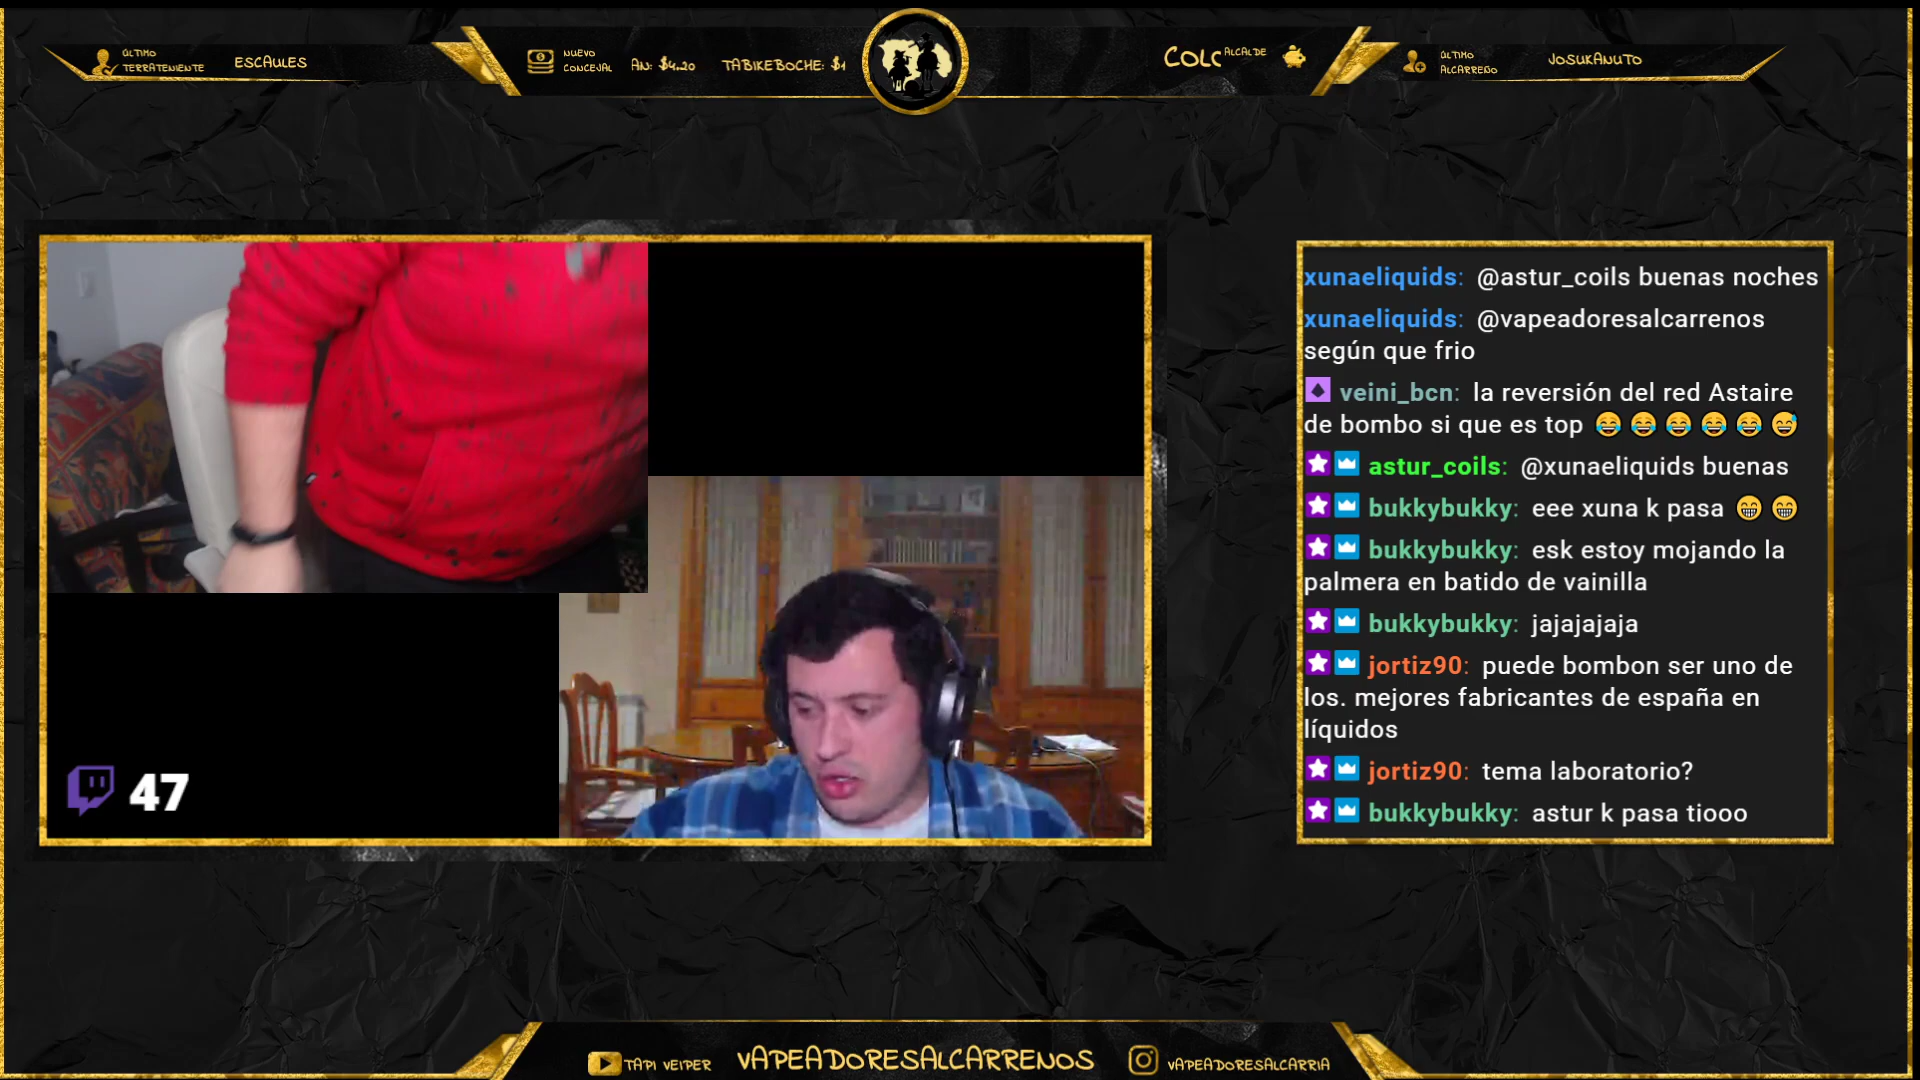 ÚLTIMO
TERRATENIENTE
ESCAULES
NUEVO
CONCEJAL
AN: $4.20
TABIKEBOCHE: $1
COLC
ALCALDE
ÚLTIMO
ALCARREÑO
JOSUKANUTO
xunaeliquids: @astur_coils buenas noches
xunaeliquids: @vapeadoresalcarrenos
según que frio
veini_bcn: la reversión del red Astaire
de bombo si que es top 😂 😂 😂 😂 😂 😅
astur_coils: @xunaeliquids buenas
bukkybukky: eee xuna k pasa 😁 😁
bukkybukky: esk estoy mojando la
palmera en batido de vainilla
bukkybukky: jajajajaja
jortiz90: puede bombon ser uno de
los. mejores fabricantes de españa en
líquidos
jortiz90: tema laboratorio?
bukkybukky: astur k pasa tiooo
47
TAPI VEIPER
VAPEADORESALCARRENOS
VAPEADORESALCARRIA